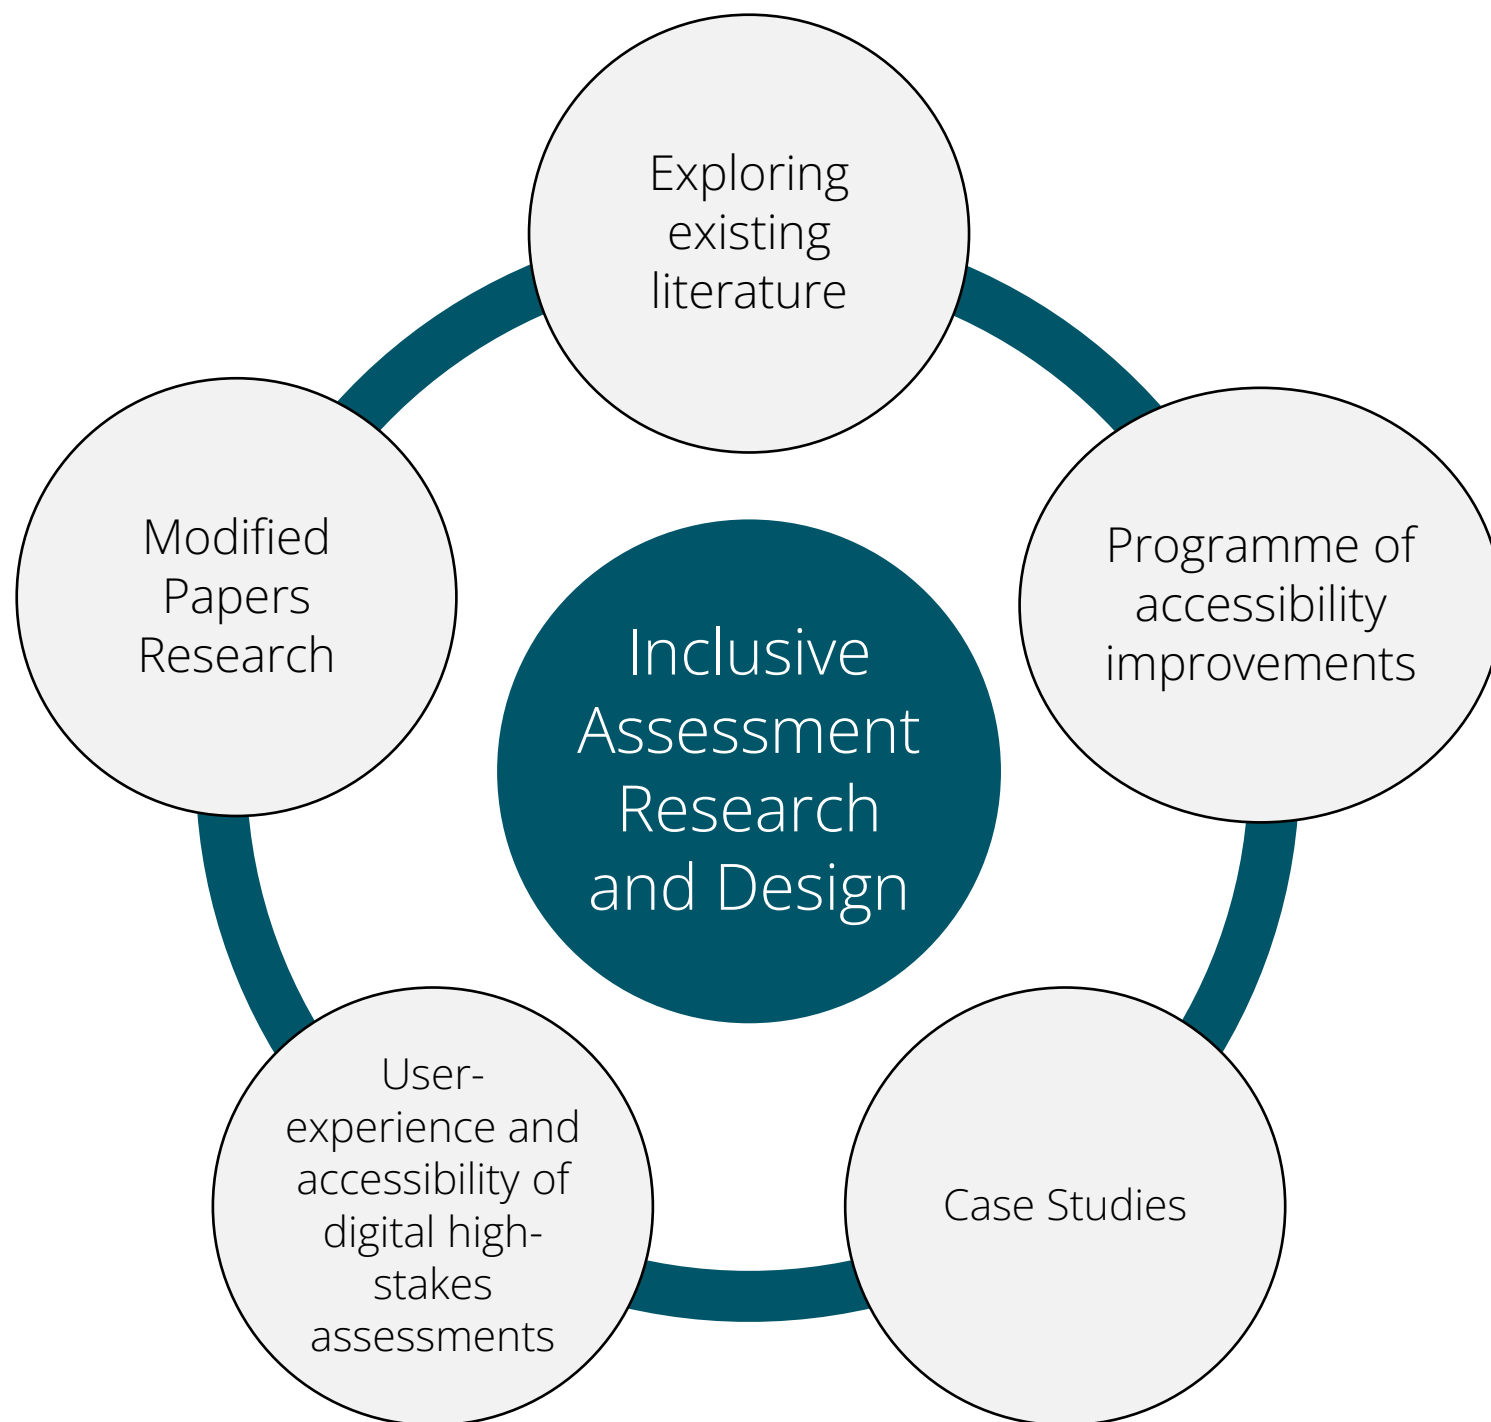 Exploring
existing
literature
Programme of
accessibility
improvements
Case Studies
User-
experience and
accessibility of
digital high-
stakes
assessments
Modified
Papers
Research
Inclusive
Assessment
Research
and Design